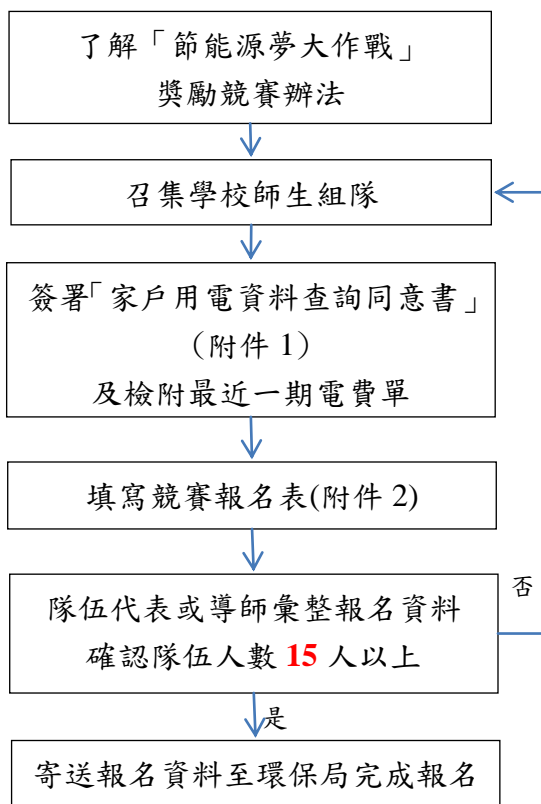 了解「節能源夢大作戰」
獎勵競賽辦法
召集學校師生組隊
簽署「家戶用電資料查詢同意書」
(附件 1)
及檢附最近一期電費單
填寫競賽報名表(附件 2)
隊伍代表或導師彙整報名資料
確認隊伍人數 15 人以上
否
是
寄送報名資料至環保局完成報名